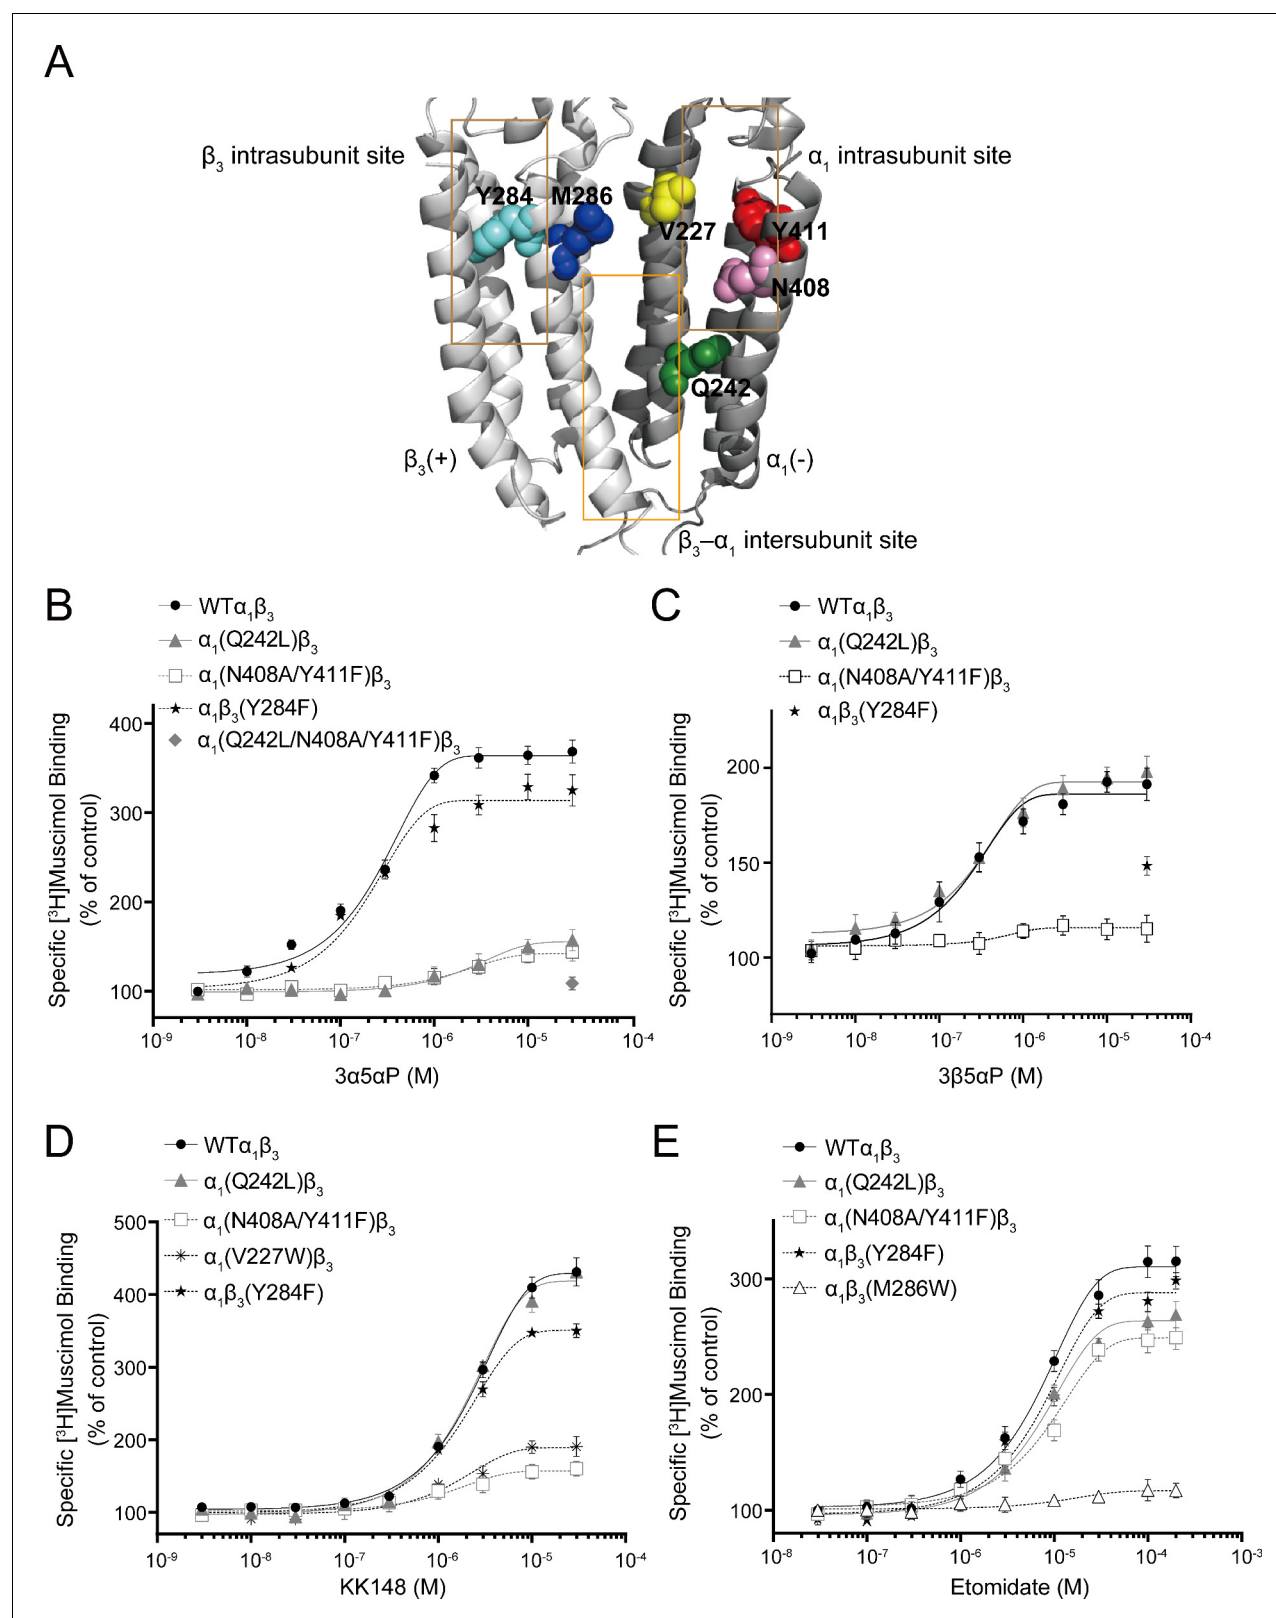 A
β₃ intrasubunit site
α₁ intrasubunit site
Y284
M286
V227
Y411
N408
Q242
β₃(+)
α₁(-)
β₃–α₁ intersubunit site
B
WTα₁β₃
α₁(Q242L)β₃
α₁(N408A/Y411F)β₃
α₁β₃(Y284F)
α₁(Q242L/N408A/Y411F)β₃
Specific [³H]Muscimol Binding
(% of control)
400
300
200
100
10⁻⁹ 10⁻⁸ 10⁻⁷ 10⁻⁶ 10⁻⁵ 10⁻⁴
3α5αP (M)
C
WTα₁β₃
α₁(Q242L)β₃
α₁(N408A/Y411F)β₃
α₁β₃(Y284F)
Specific [³H]Muscimol Binding
(% of control)
200
150
100
10⁻⁹ 10⁻⁸ 10⁻⁷ 10⁻⁶ 10⁻⁵ 10⁻⁴
3β5αP (M)
D
WTα₁β₃
α₁(Q242L)β₃
α₁(N408A/Y411F)β₃
α₁(V227W)β₃
α₁β₃(Y284F)
Specific [³H]Muscimol Binding
(% of control)
500
400
300
200
100
10⁻⁹ 10⁻⁸ 10⁻⁷ 10⁻⁶ 10⁻⁵ 10⁻⁴
KK148 (M)
E
WTα₁β₃
α₁(Q242L)β₃
α₁(N408A/Y411F)β₃
α₁β₃(Y284F)
α₁β₃(M286W)
Specific [³H]Muscimol Binding
(% of control)
300
200
100
10⁻⁸ 10⁻⁷ 10⁻⁶ 10⁻⁵ 10⁻⁴ 10⁻³
Etomidate (M)